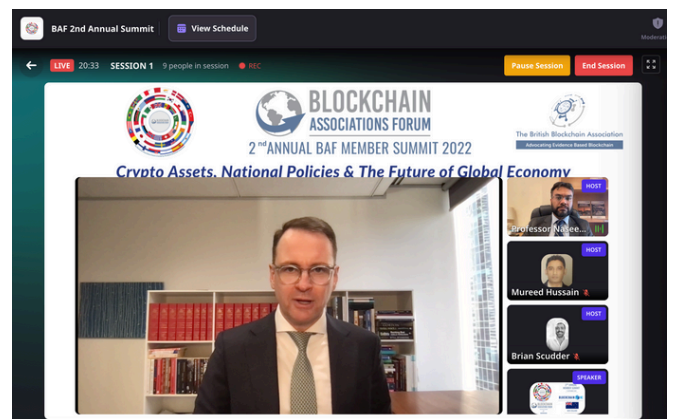 BAF 2nd Annual Summit
View Schedule
Moderati
LIVE 20:33 SESSION 1 9 people in session REC
Pause Session
End Session
BLOCKCHAIN
ASSOCIATIONS FORUM
2nd ANNUAL BAF MEMBER SUMMIT 2022
The British Blockchain Association
Advocating Evidence Based Blockchain
Crypto Assets, National Policies & The Future of Global Economy
HOST
Professor Nasee...
HOST
Mureed Hussain
HOST
Brian Scudder
SPEAKER